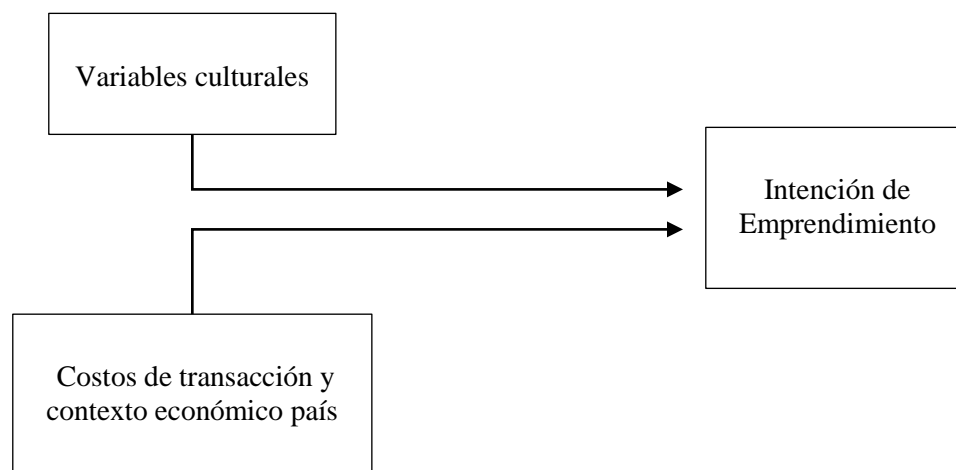 Variables culturales
Intención de
Emprendimiento
Costos de transacción y
contexto económico país